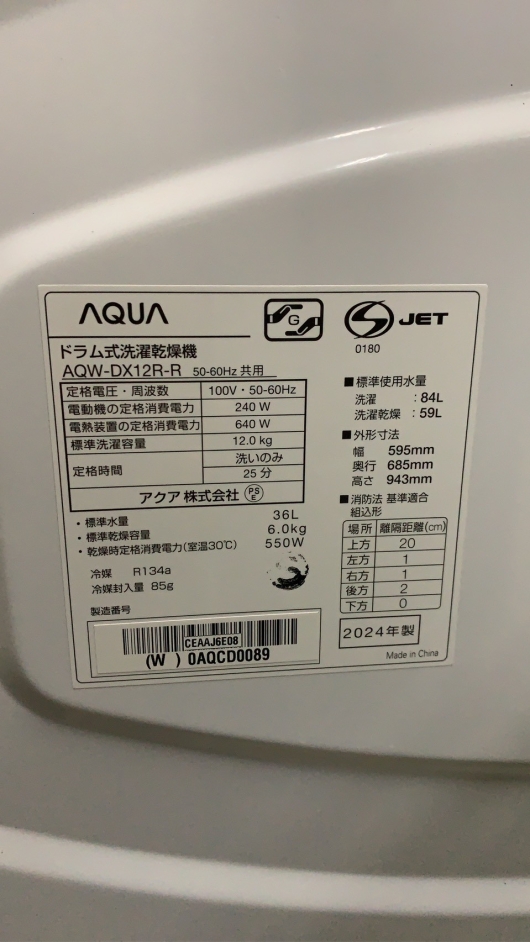 AQUA
G
S JET
0180
ドラム式洗濯乾燥機
AQW-DX12R-R 50-60Hz 共用
定格電圧・周波数 100V・50-60Hz
電動機の定格消費電力 240 W
電熱装置の定格消費電力 640 W
標準洗濯容量 12.0 kg
定格時間 洗いのみ
25 分
アクア 株式会社 PSE
・標準水量 36L
・標準乾燥容量 6.0kg
・乾燥時定格消費電力(室温30℃) 550W
冷媒 R134a
冷媒封入量 85g
製造番号
CEAAJ6E08
(W ) 0AQCD0089
■標準使用水量
洗濯 : 84L
洗濯乾燥 : 59L
■外形寸法
幅 595mm
奥行 685mm
高さ 943mm
■消防法 基準適合
組込形
場所 離隔距離(cm)
上方 20
左方 1
右方 1
後方 2
下方 0
2024年製
Made in China